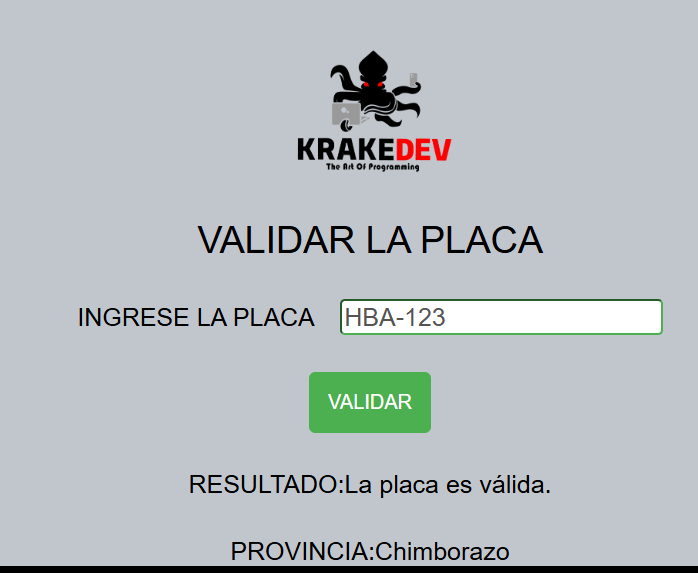 KRAKEDEV
The Art Of Programming
VALIDAR LA PLACA
INGRESE LA PLACA HBA-123
VALIDAR
RESULTADO:La placa es válida.
PROVINCIA:Chimborazo